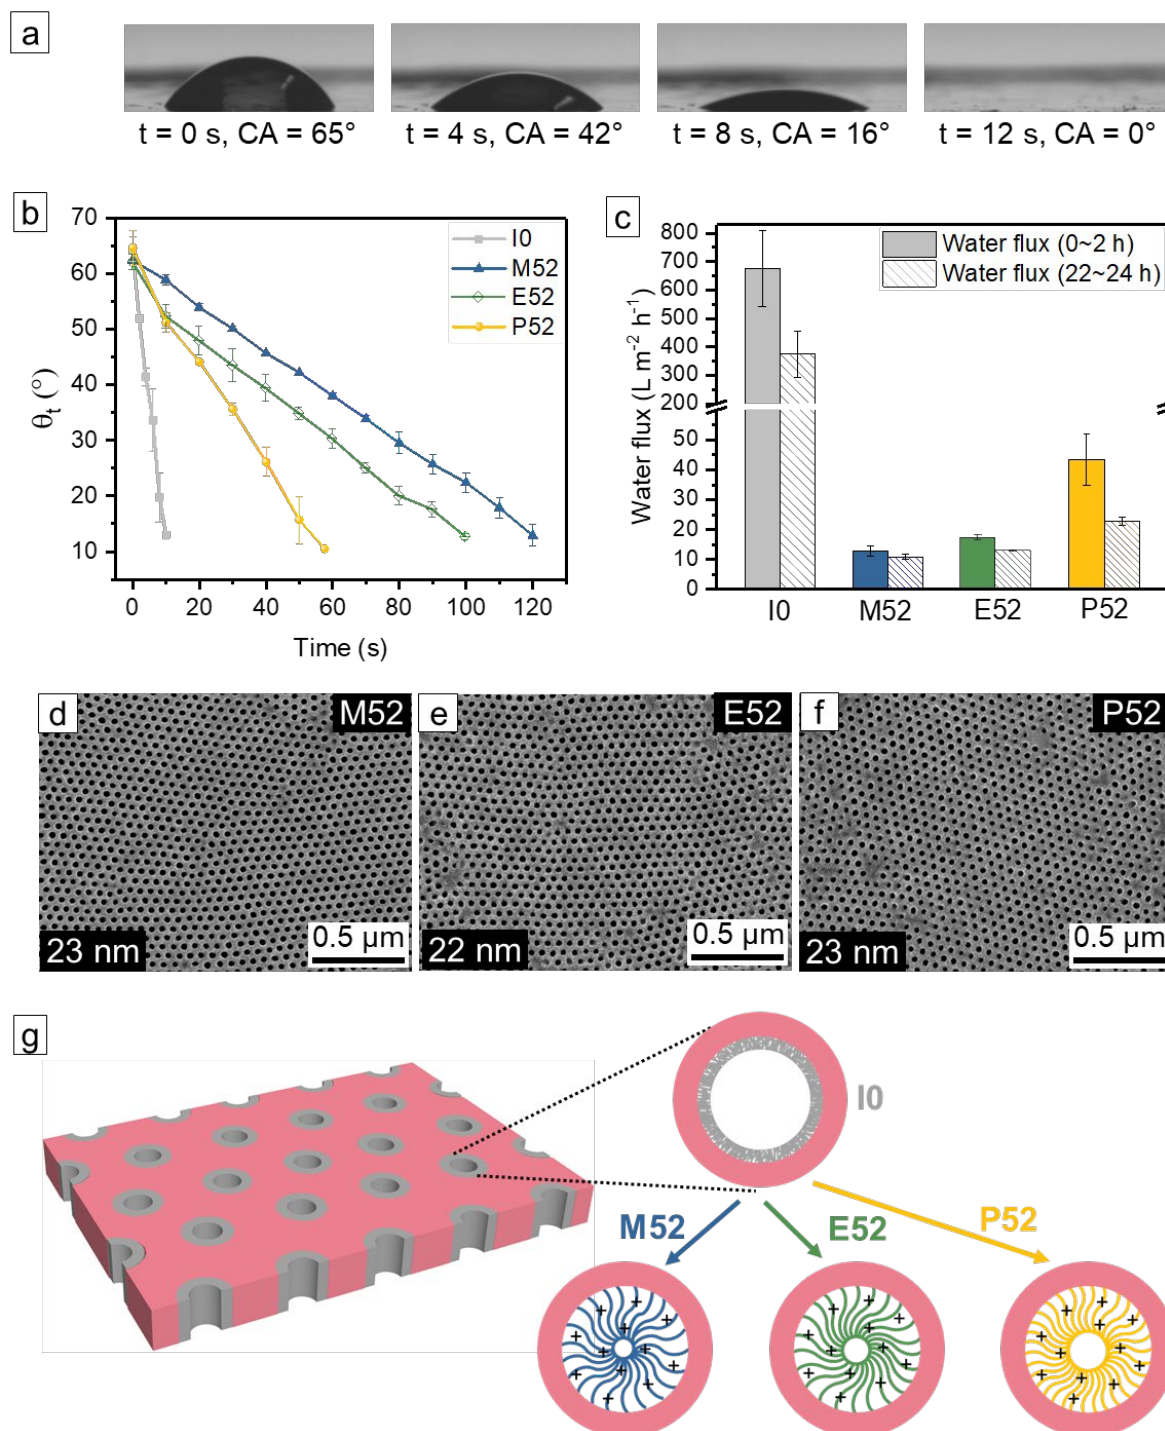 a
t = 0 s, CA = 65°
t = 4 s, CA = 42°
t = 8 s, CA = 16°
t = 12 s, CA = 0°
b
70
60
50
40
30
20
10
θt (°)
0 20 40 60 80 100 120
Time (s)
I0
M52
E52
P52
c
800
700
600
500
400
300
200
50
40
30
20
10
0
Water flux (L m⁻² h⁻¹)
Water flux (0~2 h)
Water flux (22~24 h)
I0 M52 E52 P52
d
M52
23 nm
0.5 μm
e
E52
22 nm
0.5 μm
f
P52
23 nm
0.5 μm
g
I0
M52
E52
P52
+ + + + + + + + + +
+ + + + + + + + + +
+ + + + + + + + + +